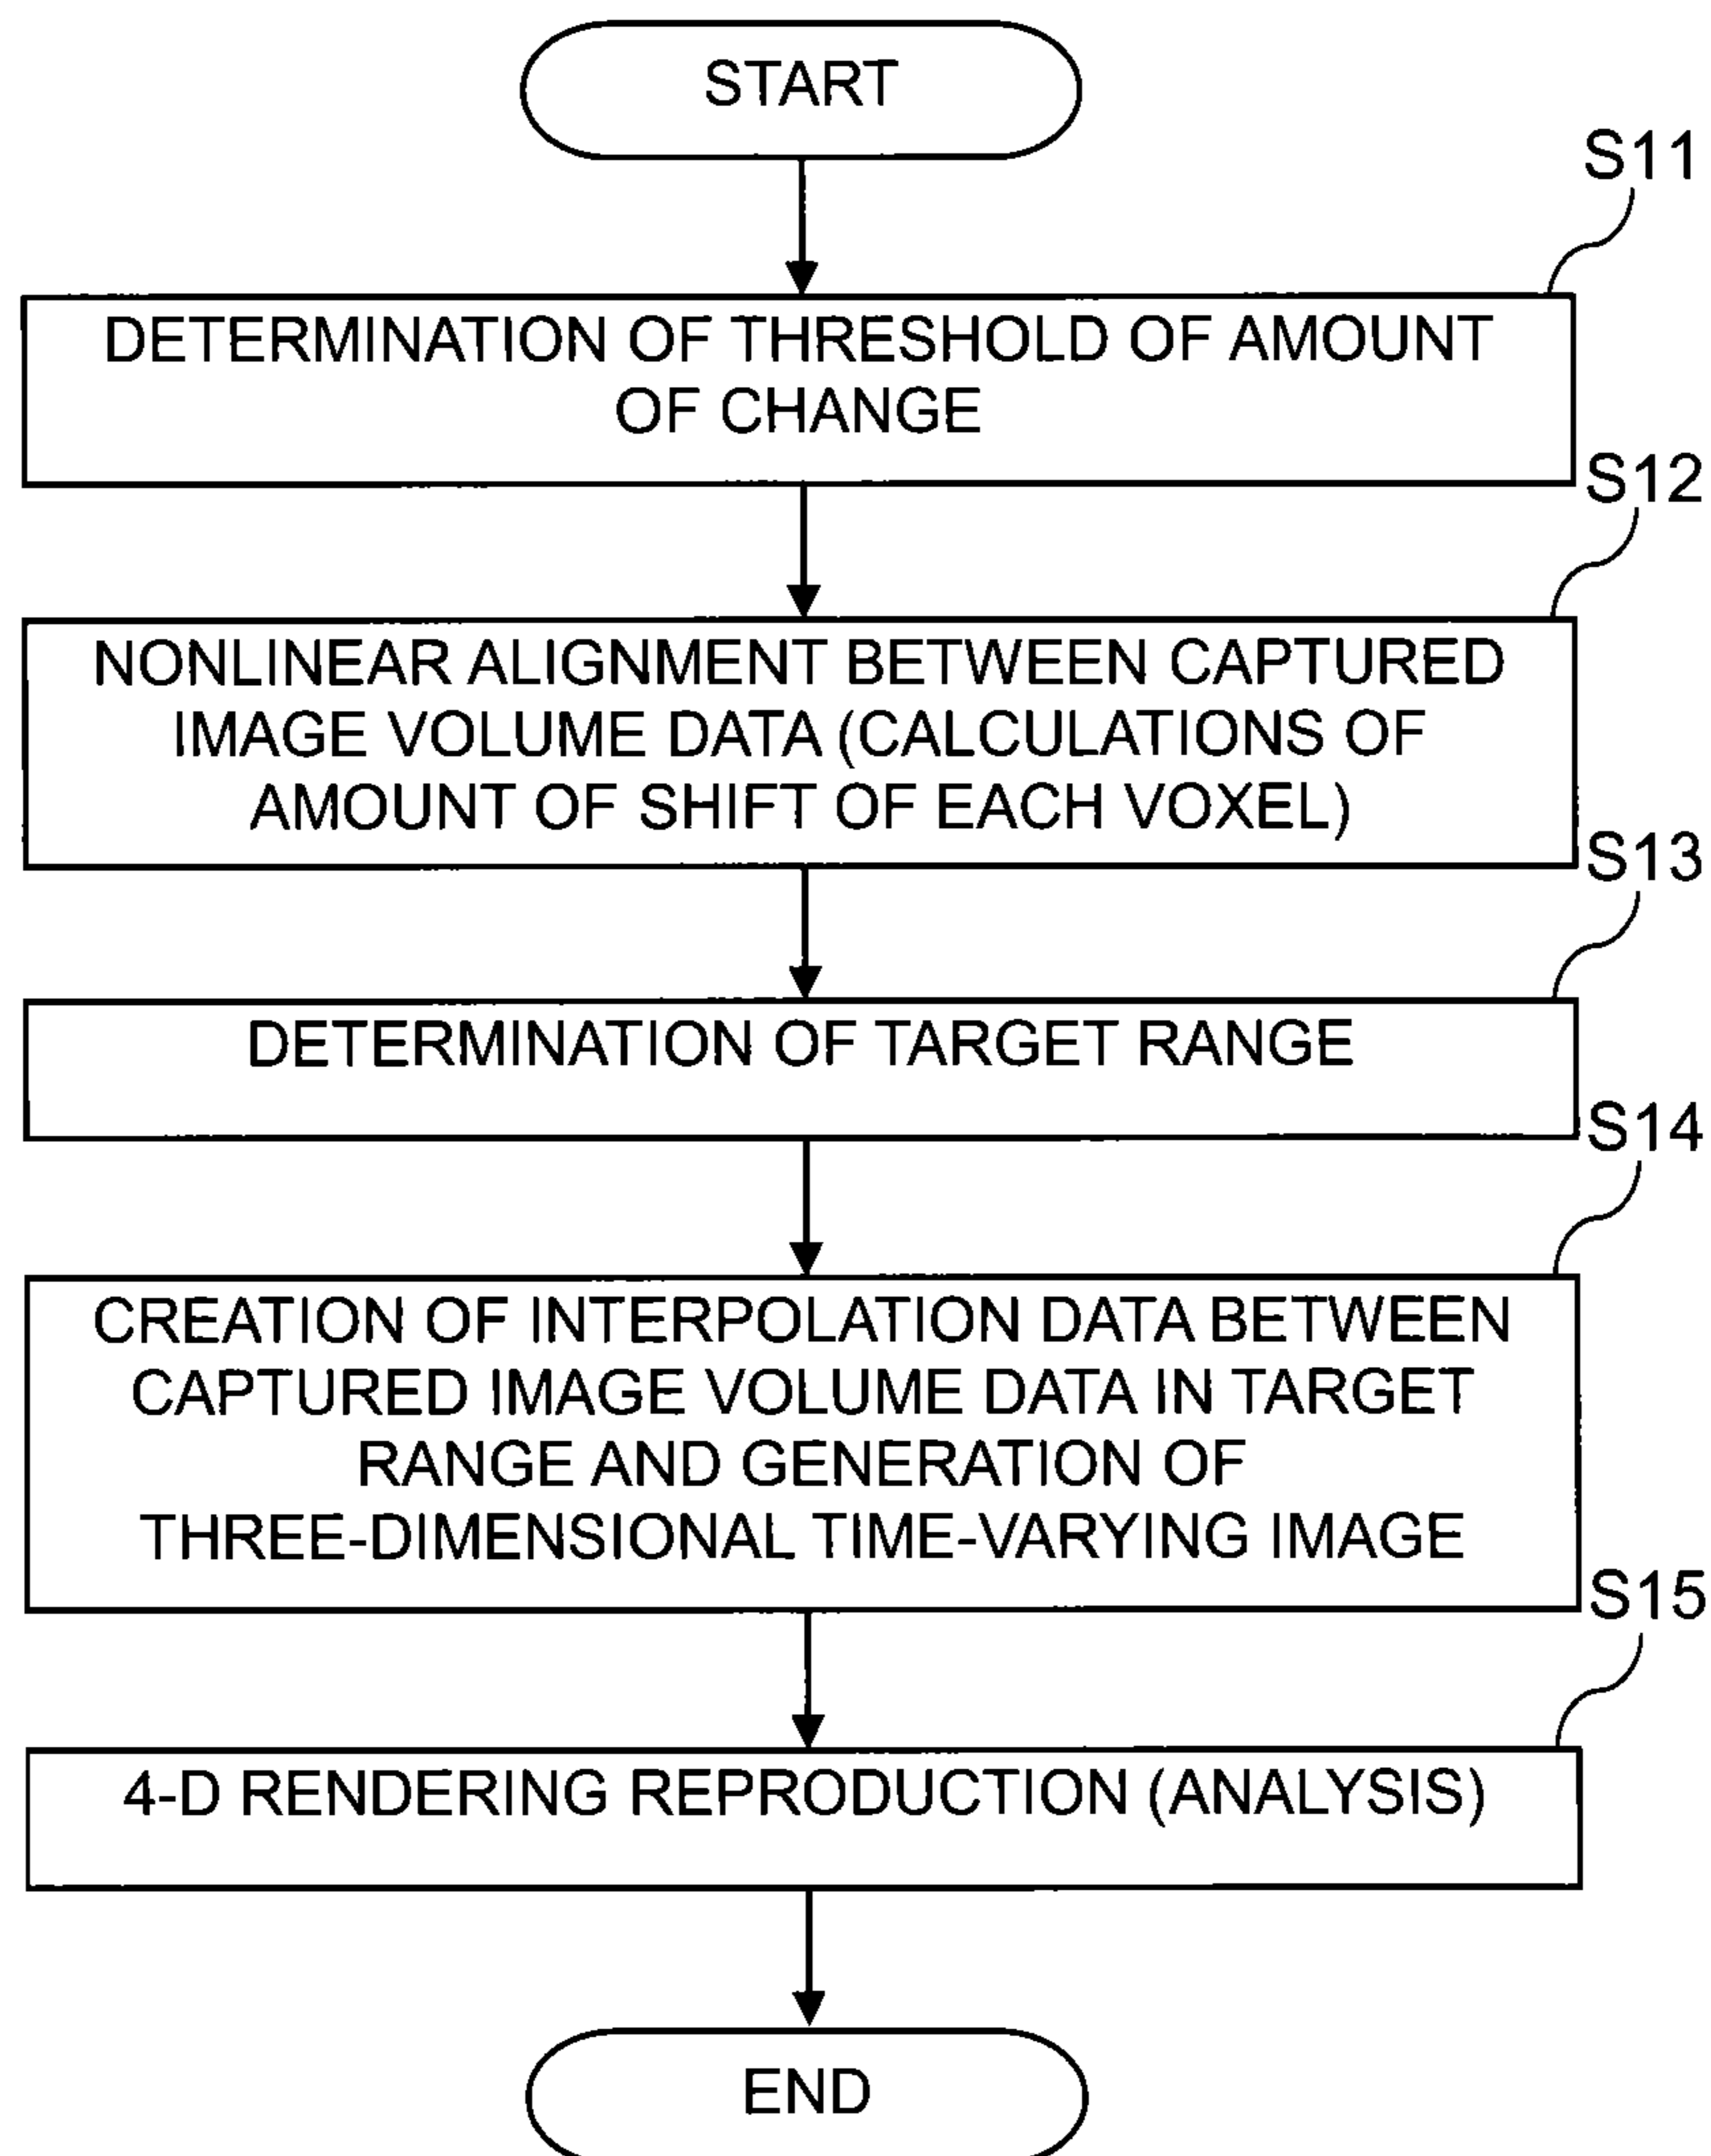 START
S11
DETERMINATION OF THRESHOLD OF AMOUNT
OF CHANGE
S12
NONLINEAR ALIGNMENT BETWEEN CAPTURED
IMAGE VOLUME DATA (CALCULATIONS OF
AMOUNT OF SHIFT OF EACH VOXEL)
S13
DETERMINATION OF TARGET RANGE
S14
CREATION OF INTERPOLATION DATA BETWEEN
CAPTURED IMAGE VOLUME DATA IN TARGET
RANGE AND GENERATION OF
THREE-DIMENSIONAL TIME-VARYING IMAGE
S15
4-D RENDERING REPRODUCTION (ANALYSIS)
END